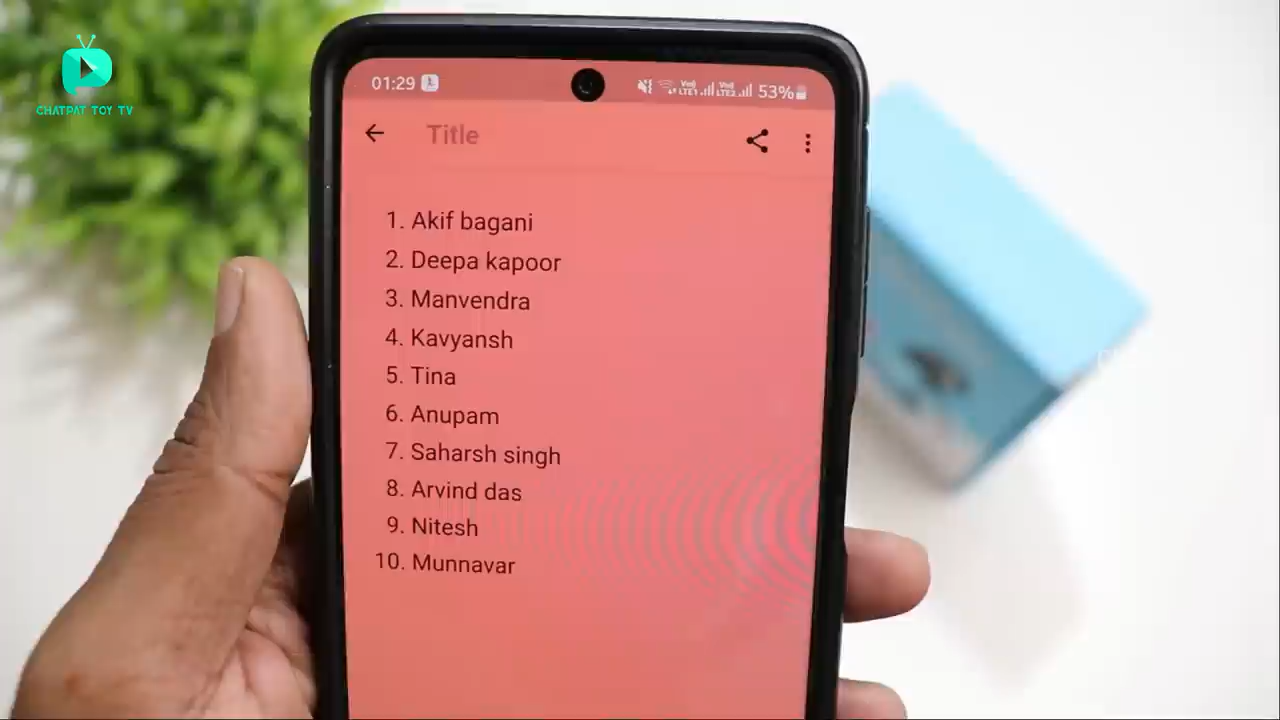 CHATPAT TOY TV
01:29
53%
Title
1. Akif bagani
2. Deepa kapoor
3. Manvendra
4. Kavyansh
5. Tina
6. Anupam
7. Saharsh singh
8. Arvind das
9. Nitesh
10. Munnavar